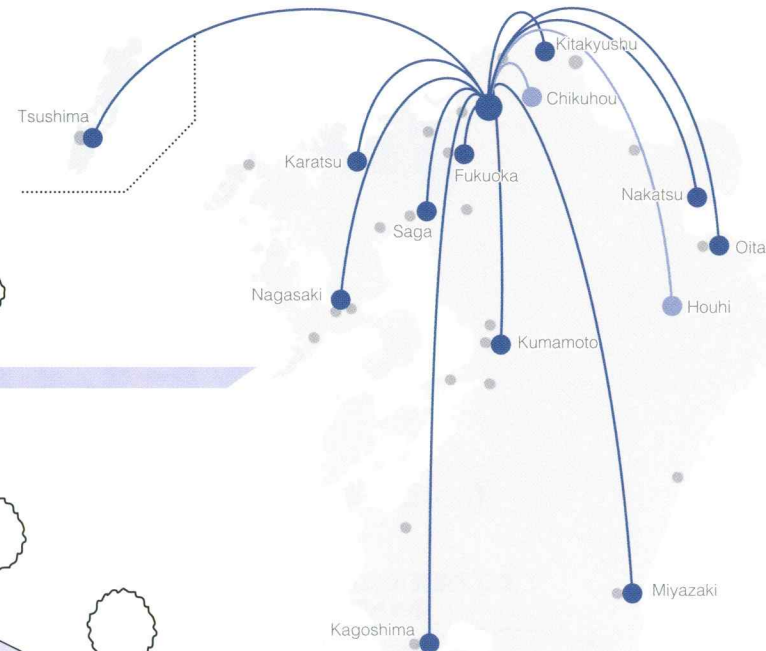 Kitakyushu
Chikuhou
Tsushima
Karatsu
Fukuoka
Nakatsu
Saga
Oita
Nagasaki
Houhi
Kumamoto
Miyazaki
Kagoshima